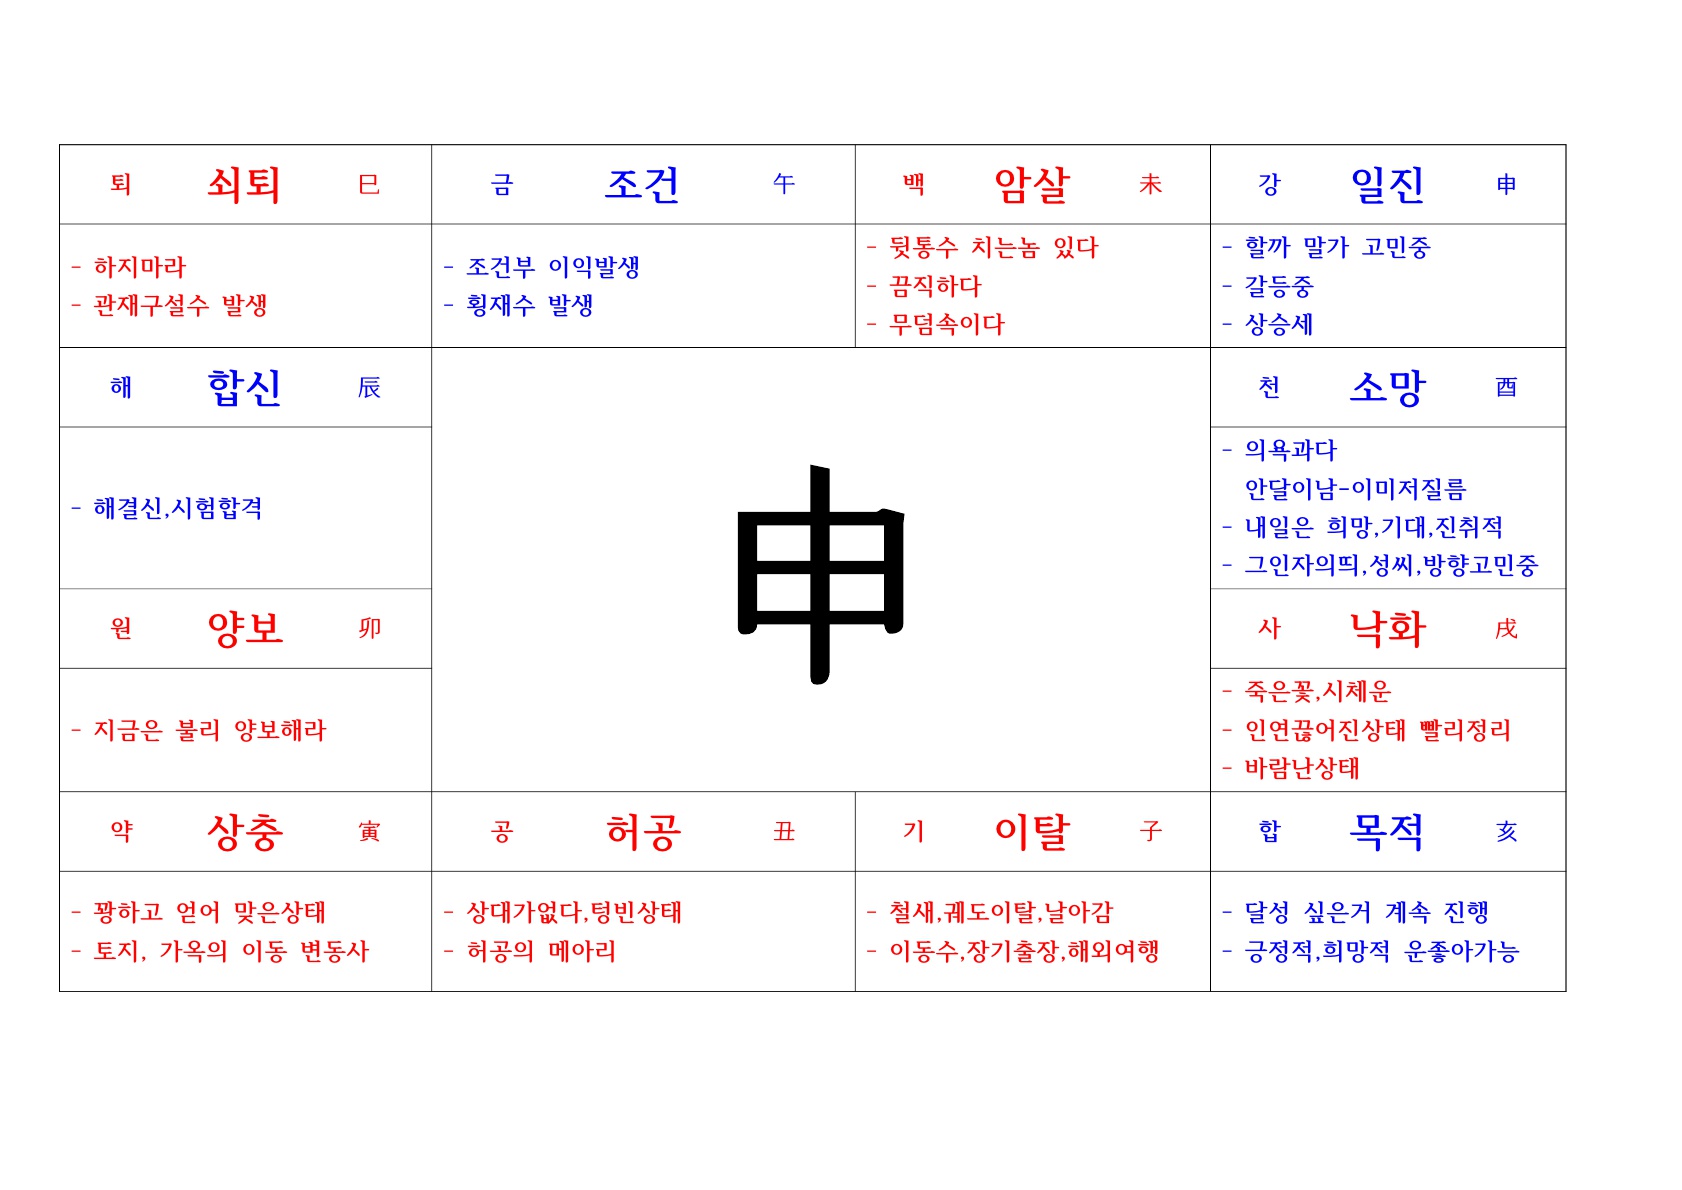 퇴 쇠퇴 巳
- 하지마라
- 관재구설수 발생
금 조건 午
- 조건부 이익발생
- 횡재수 발생
백 암살 未
- 뒷통수 치는놈 있다
- 끔직하다
- 무덤속이다
강 일진 申
- 할까 말가 고민중
- 갈등중
- 상승세
해 합신 辰
- 해결신,시험합격
申
천 소망 酉
- 의욕과다
안달이남-이미저질름
- 내일은 희망,기대,진취적
- 그인자의띄,성씨,방향고민중
원 양보 卯
- 지금은 불리 양보해라
사 낙화 戌
- 죽은꽃,시체운
- 인연끊어진상태 빨리정리
- 바람난상태
약 상충 寅
- 꽝하고 얻어 맞은상태
- 토지, 가옥의 이동 변동사
공 허공 丑
- 상대가없다,텅빈상태
- 허공의 메아리
기 이탈 子
- 철새,궤도이탈,날아감
- 이동수,장기출장,해외여행
합 목적 亥
- 달성 싶은거 계속 진행
- 긍정적,희망적 운좋아가능